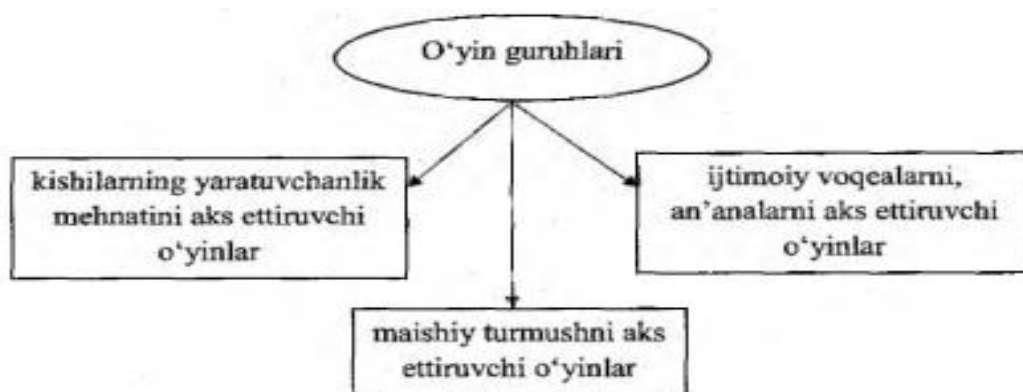 O‘yin guruhlari
kishilarning yaratuvchanlik
mehnatini aks ettiruvchi
o‘yinlar
ijtimoiy voqealarni,
an’analarni aks ettiruvchi
o‘yinlar
maishiy turmushni aks
ettiruvchi o‘yinlar